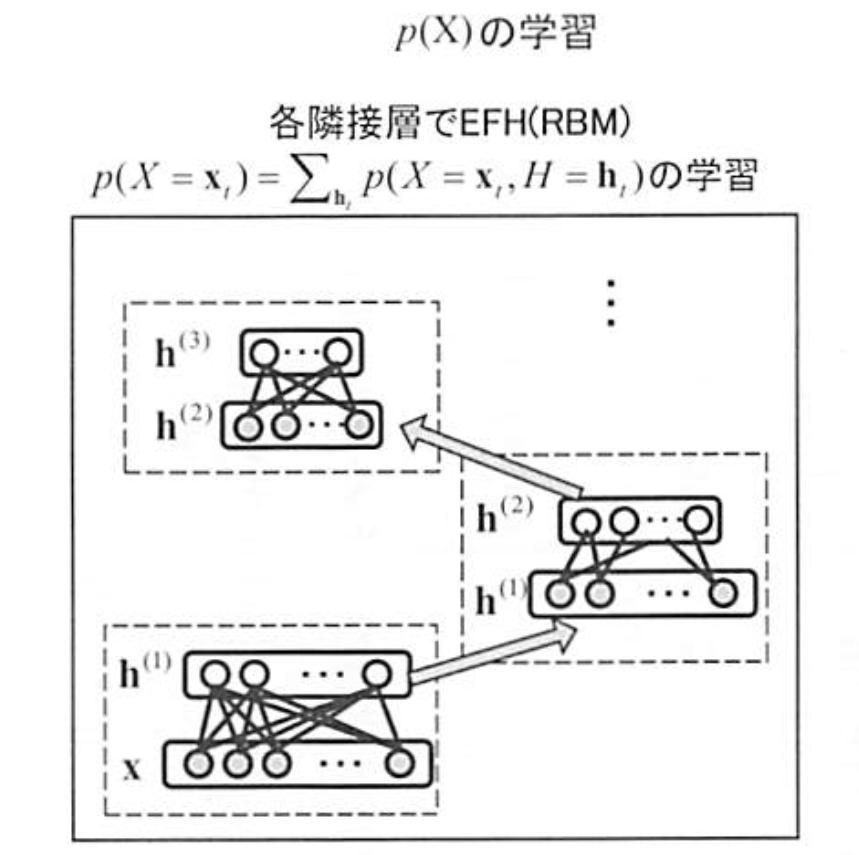 p(X)の学習
各隣接層でEFH(RBM)
p(X = x_t) = ∑_{h_t} p(X = x_t, H = h_t)の学習
⋮
h^(3)
h^(2)
h^(2)
h^(1)
h^(1)
x